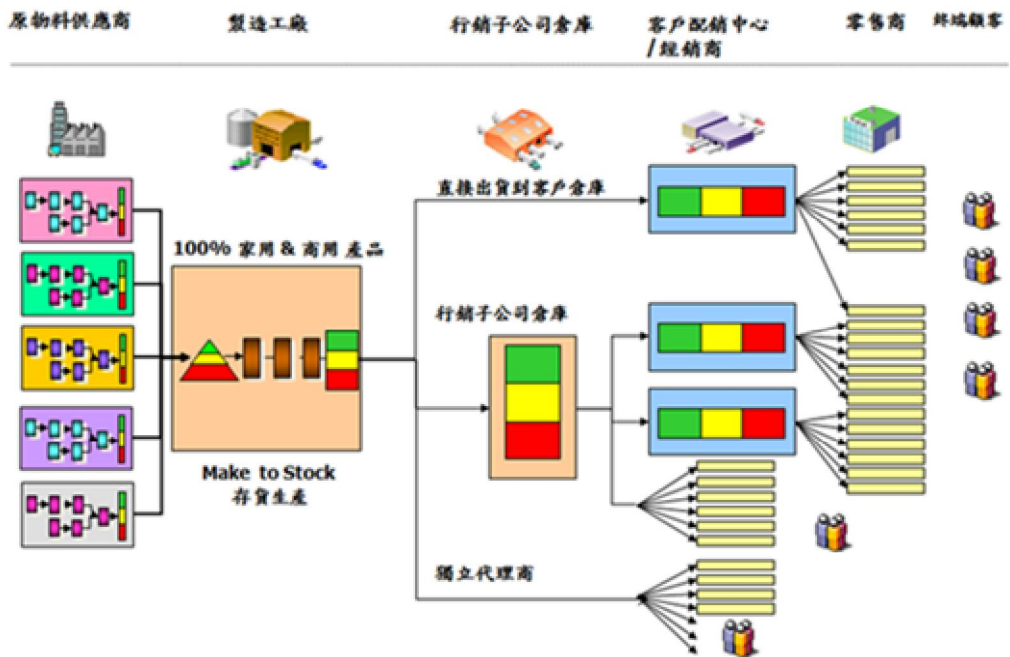 原物料供應商
製造工廠
行銷子公司倉庫
客戶配銷中心
/經銷商
零售商
終端顧客
直接出貨到客戶倉庫
100% 家用 & 商用 產品
行銷子公司倉庫
Make to Stock
存貨生產
獨立代理商